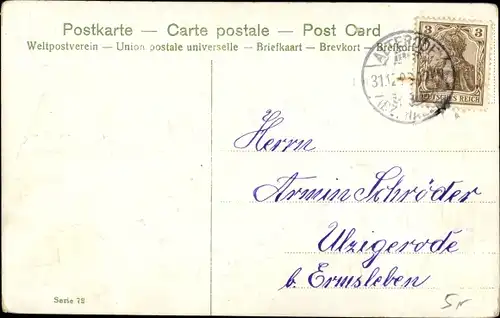 Postkarte – Carte postale – Post Card
Weltpostverein – Union postale universelle – Briefkaart – Brevkort –
3 3
DEUTSCHES REICH
31.12
Herrn
Armin Schröder
Ulzigerode
b. Ermsleben
Serie 78